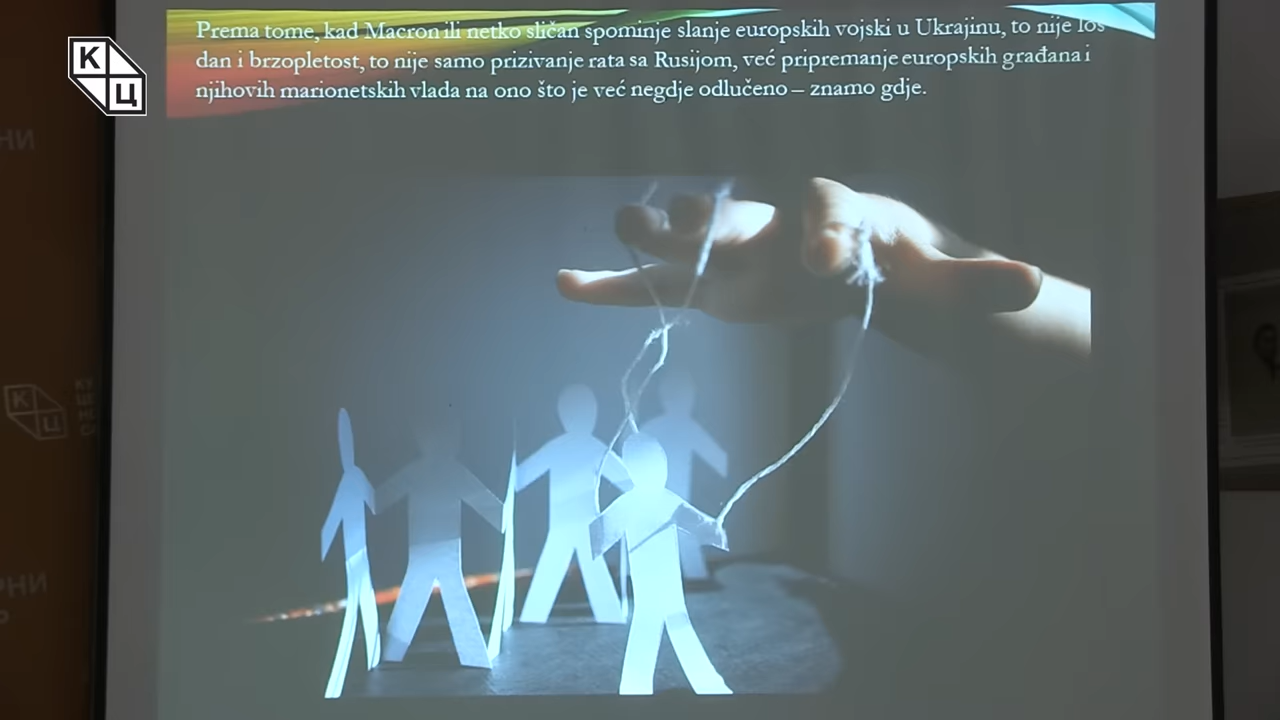 Prema tome, kad Macron ili netko sličan spominje slanje europskih vojski u Ukrajinu, to nije loš
dan i brzopletost, to nije samo prizivanje rata sa Rusijom, već pripremanje europskih građana i
njihovih marionetskih vlada na ono što je već negdje odlučeno – znamo gdje.
К
Ц
НИ
К
Ц
РНИ
Р